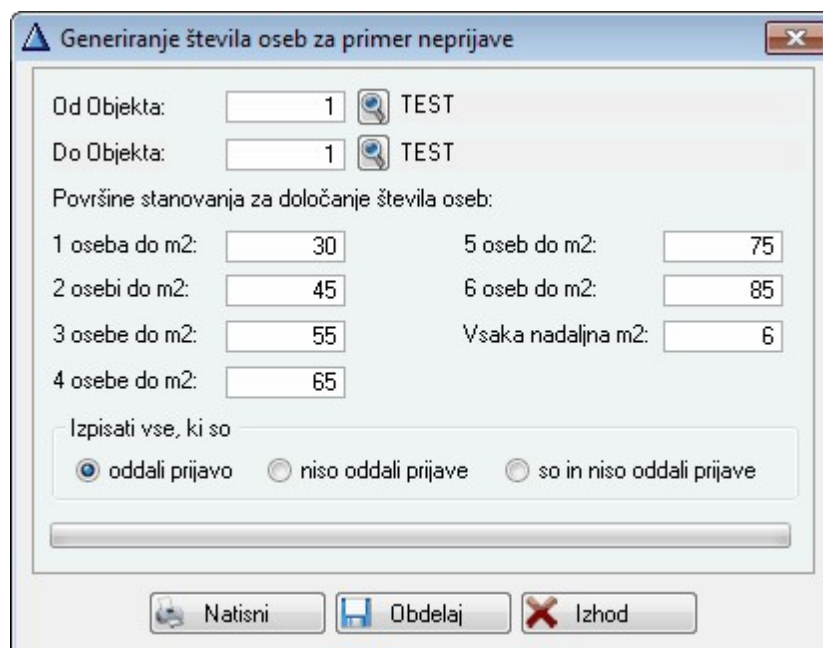 Generiranje števila oseb za primer neprijave
Od Objekta: 1 TEST
Do Objekta: 1 TEST
Površine stanovanja za določanje števila oseb:
1 oseba do m2: 30 5 oseb do m2: 75
2 osebi do m2: 45 6 oseb do m2: 85
3 osebe do m2: 55 Vsaka nadaljna m2: 6
4 osebe do m2: 65
Izpisati vse, ki so
oddali prijavo niso oddali prijave so in niso oddali prijave
Natisni Obdelaj Izhod